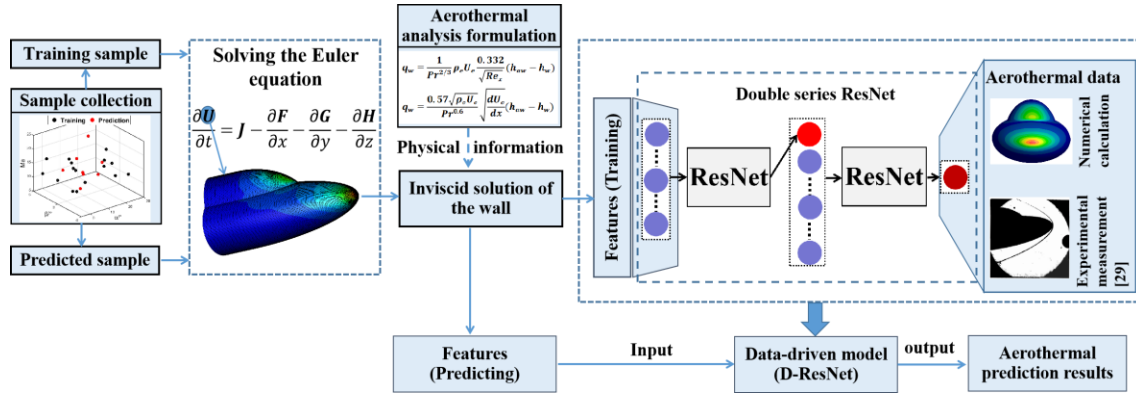 Training sample
Sample collection
Training
Prediction
Ma
Predicted sample
Solving the Euler
equation
∂U/∂t = J − ∂F/∂x − ∂G/∂y − ∂H/∂z
Aerothermal
analysis formulation
q_w = 1/Pr^{2/3} ρ_e U_e 0.332/√Re_x (h_aw − h_w)
q_w = 0.57√ρ_e U_e/Pr^{0.6} √dU_e/dx (h_aw − h_w)
Physical information
Inviscid solution of
the wall
Features (Training)
Double series ResNet
ResNet
ResNet
Aerothermal data
Numerical
calculation
Experimental
measurement
[29]
Features
(Predicting)
Input
Data-driven model
(D-ResNet)
output
Aerothermal
prediction results